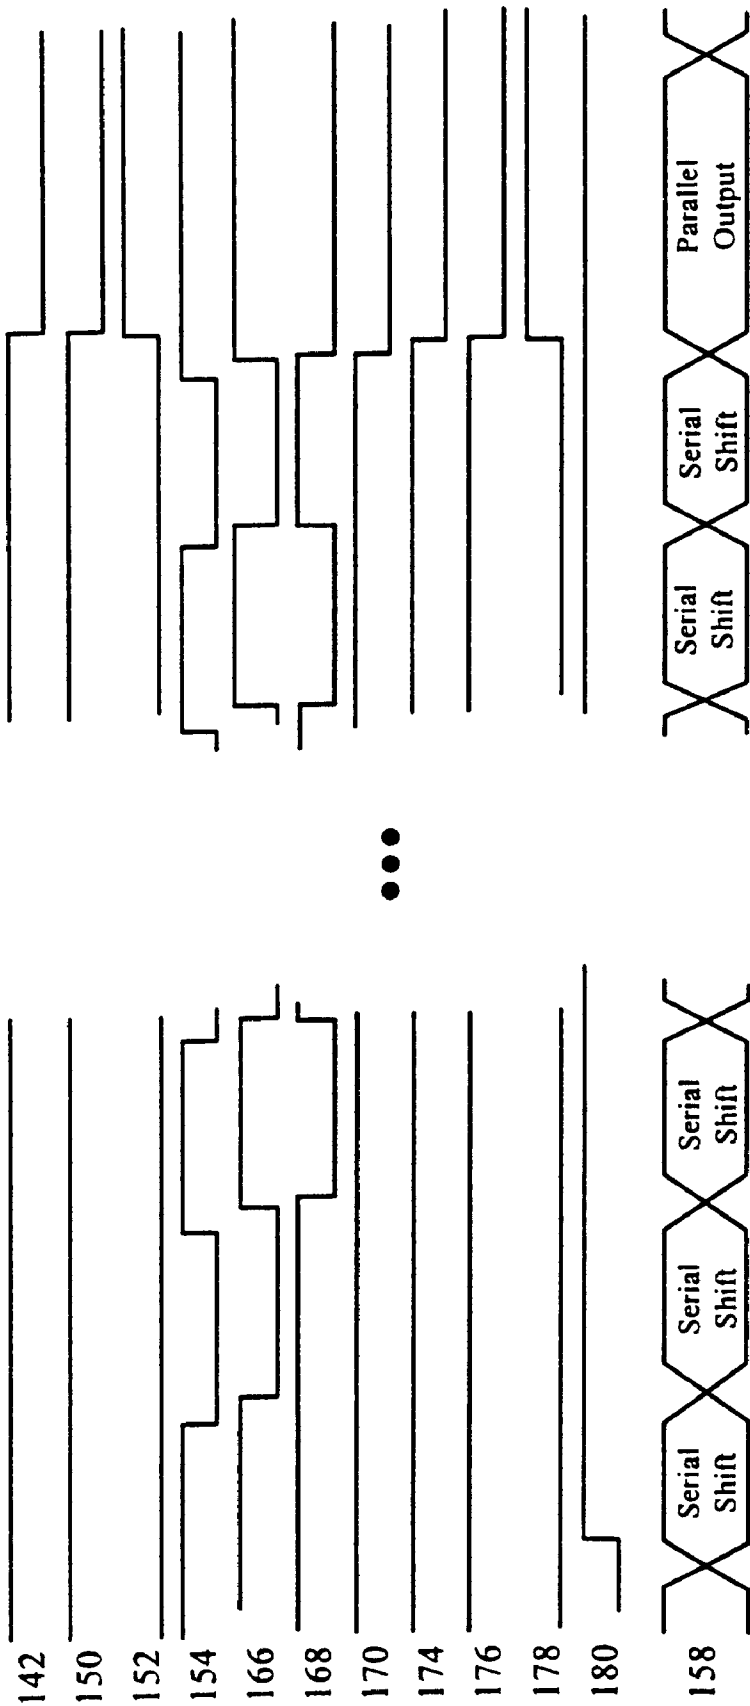 142
150
152
154
166
168
170
174
176
178
180
158
Serial
Shift
Serial
Shift
Serial
Shift
Serial
Shift
Serial
Shift
Parallel
Output